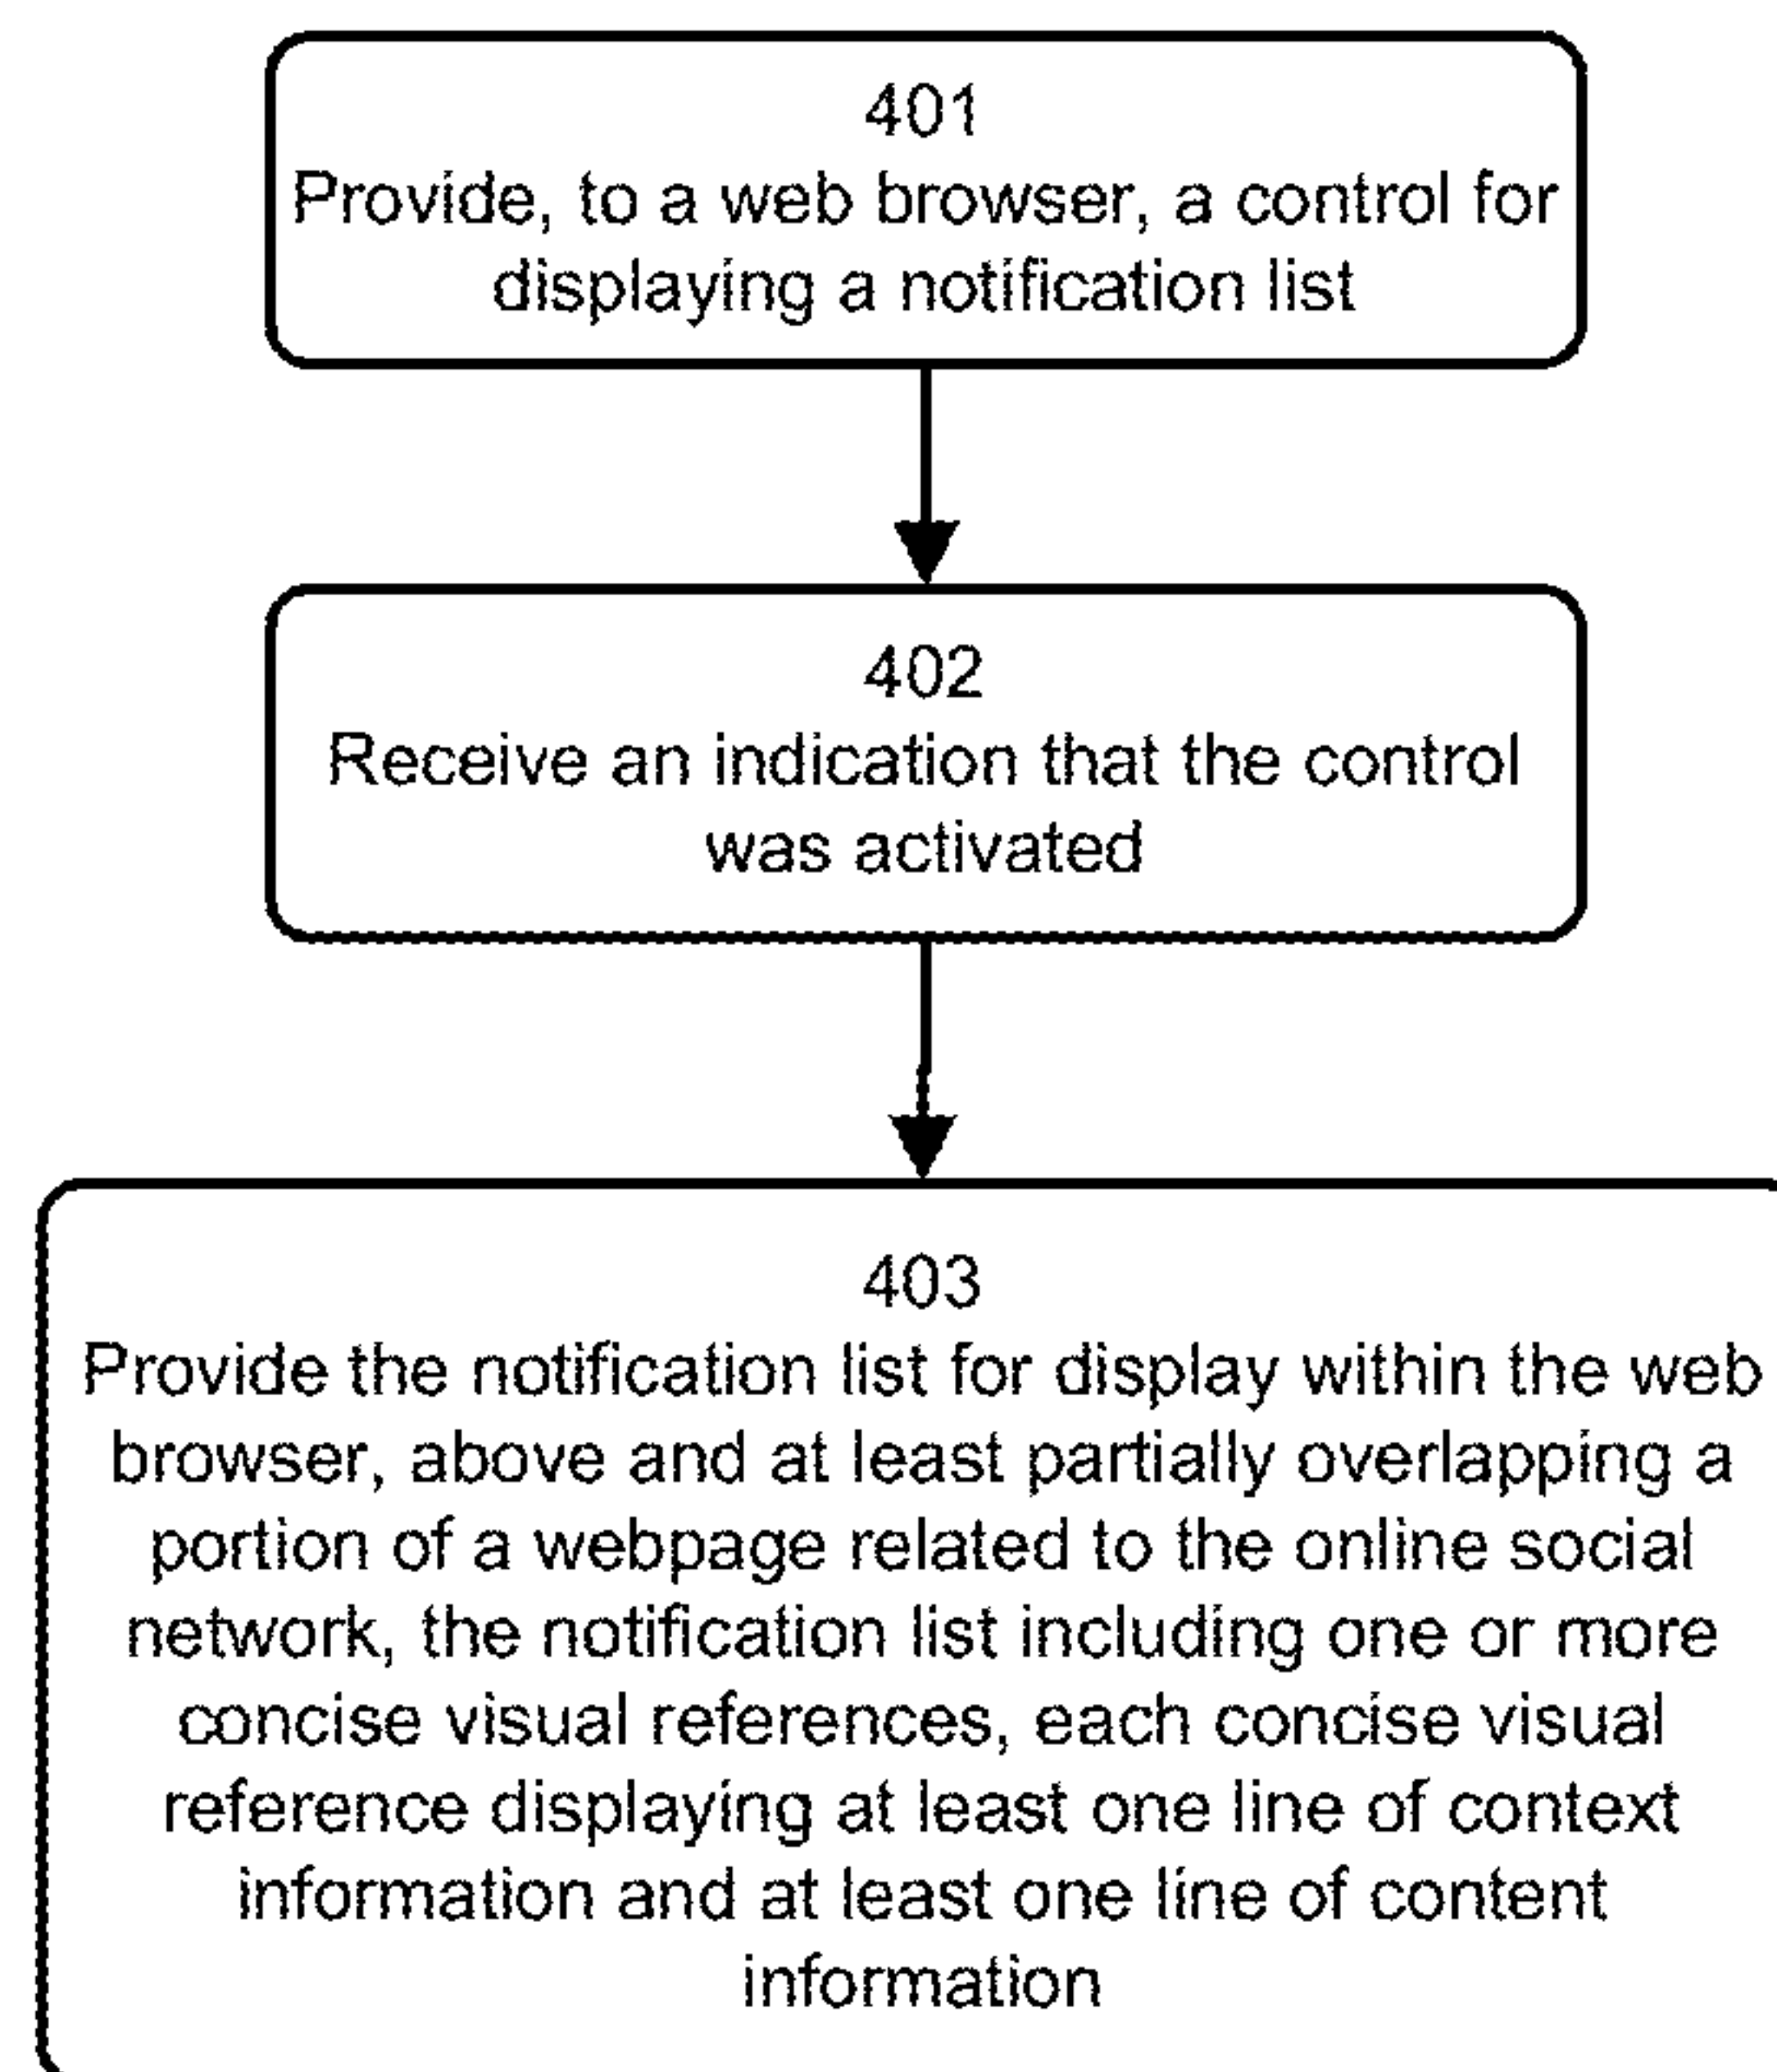 401
Provide, to a web browser, a control for
displaying a notification list
402
Receive an indication that the control
was activated
403
Provide the notification list for display within the web
browser, above and at least partially overlapping a
portion of a webpage related to the online social
network, the notification list including one or more
concise visual references, each concise visual
reference displaying at least one line of context
information and at least one line of content
information